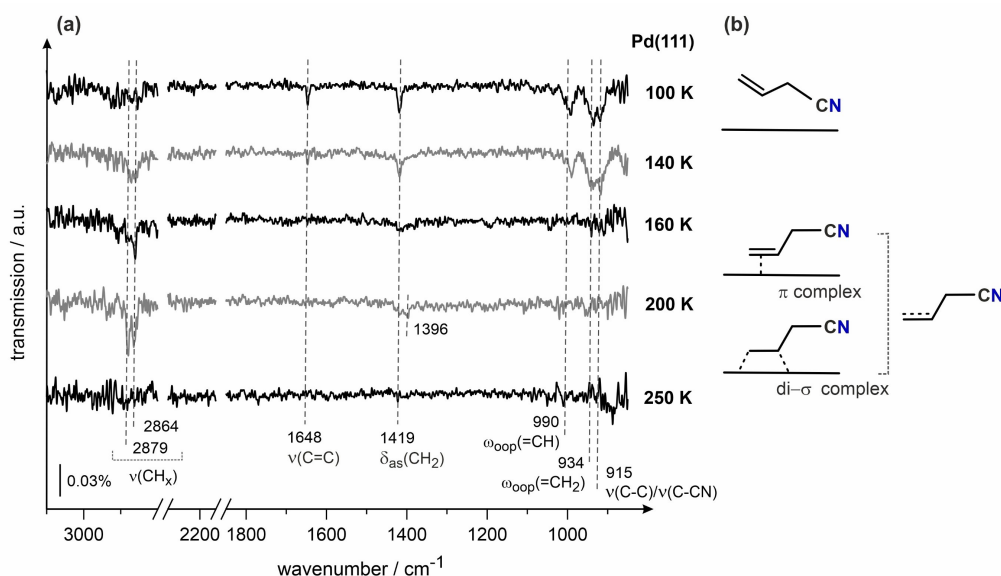 (a)
(b)
Pd(111)
100 K
140 K
160 K
200 K
250 K
1396
2864
2879
ν(CHx)
1648
ν(C=C)
1419
δas(CH2)
990
ωoop(=CH)
934
ωoop(=CH2)
915
ν(C-C)/ν(C-CN)
0.03%
transmission / a.u.
3000
2200
1800
1600
1400
1200
1000
wavenumber / cm-1
CN
CN
π complex
CN
di–σ complex
CN